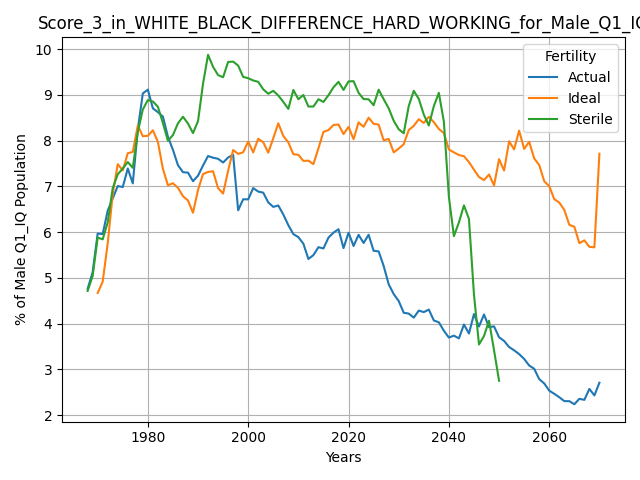 Score_3_in_WHITE_BLACK_DIFFERENCE_HARD_WORKING_for_Male_Q1_IQ
Fertility
Actual
Ideal
Sterile
% of Male Q1_IQ Population
10
9
8
7
6
5
4
3
2
1980
2000
2020
2040
2060
Years